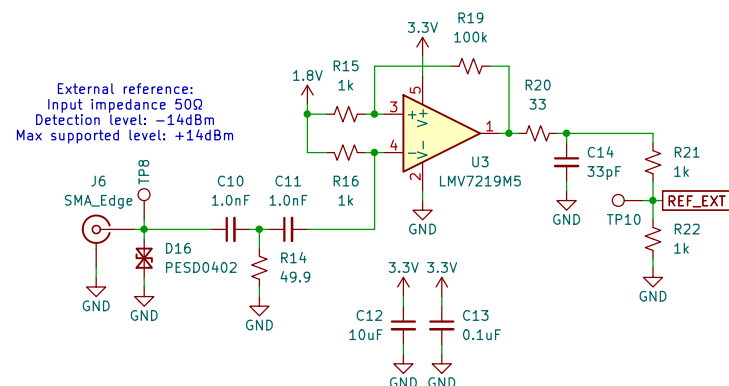 External reference:
Input impedance 50Ω
Detection level: −14dBm
Max supported level: +14dBm
J6
SMA_Edge
TP8
GND
D16
PESD0402
GND
C10
1.0nF
C11
1.0nF
R14
49.9
GND
1.8V
R15
1k
R16
1k
3.3V
R19
100k
3
4
5
2
1
+
−
V+
V-
U3
LMV7219M5
GND
R20
33
C14
33pF
GND
R21
1k
TP10
REF_EXT
R22
1k
GND
3.3V
3.3V
C12
10uF
C13
0.1uF
GND
GND